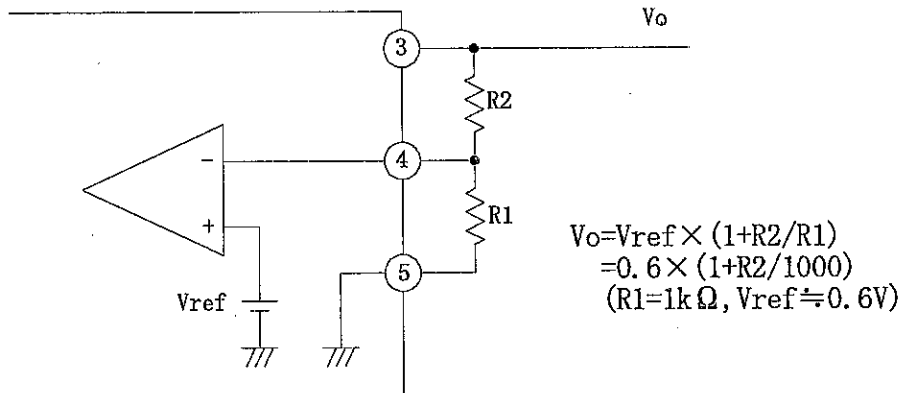 Vo
3
R2
4
−
R1
+
5
Vref
Vo=Vref×(1+R2/R1)
=0.6×(1+R2/1000)
(R1=1kΩ, Vref≒0.6V)